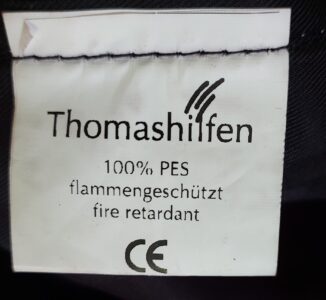 Thomashilfen
100% PES
flammengeschützt
fire retardant
CE